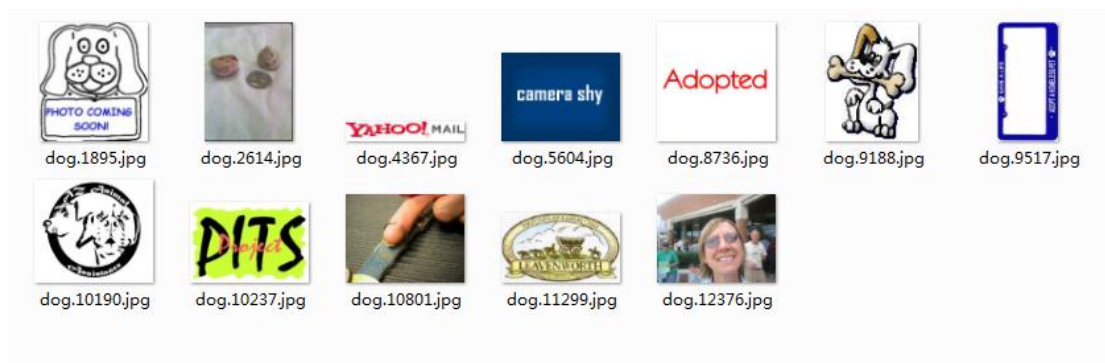 PHOTO COMING
SOON!
YAHOO! MAIL
camera shy
Adopted
dog.1895.jpg
dog.2614.jpg
dog.4367.jpg
dog.5604.jpg
dog.8736.jpg
dog.9188.jpg
dog.9517.jpg
PITS
Project
LEAVENWORTH
dog.10190.jpg
dog.10237.jpg
dog.10801.jpg
dog.11299.jpg
dog.12376.jpg